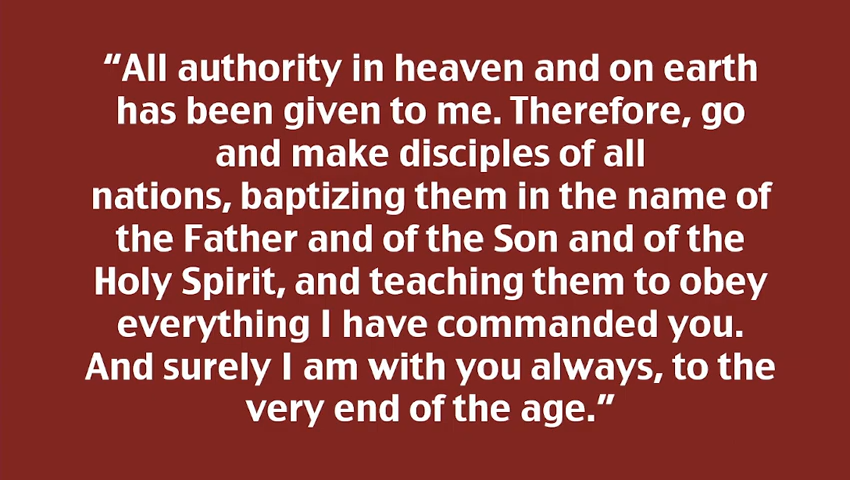 “All authority in heaven and on earth
has been given to me. Therefore, go
and make disciples of all
nations, baptizing them in the name of
the Father and of the Son and of the
Holy Spirit, and teaching them to obey
everything I have commanded you.
And surely I am with you always, to the
very end of the age.”